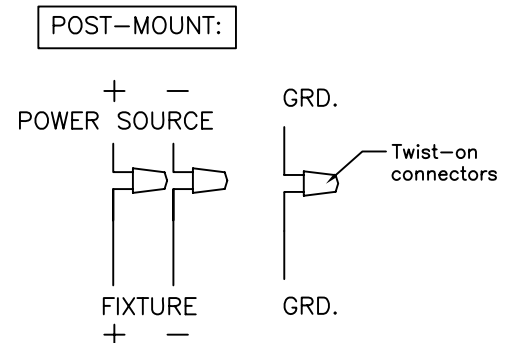 POST-MOUNT:
+ -
POWER SOURCE
GRD.
Twist-on
connectors
FIXTURE
+ -
GRD.